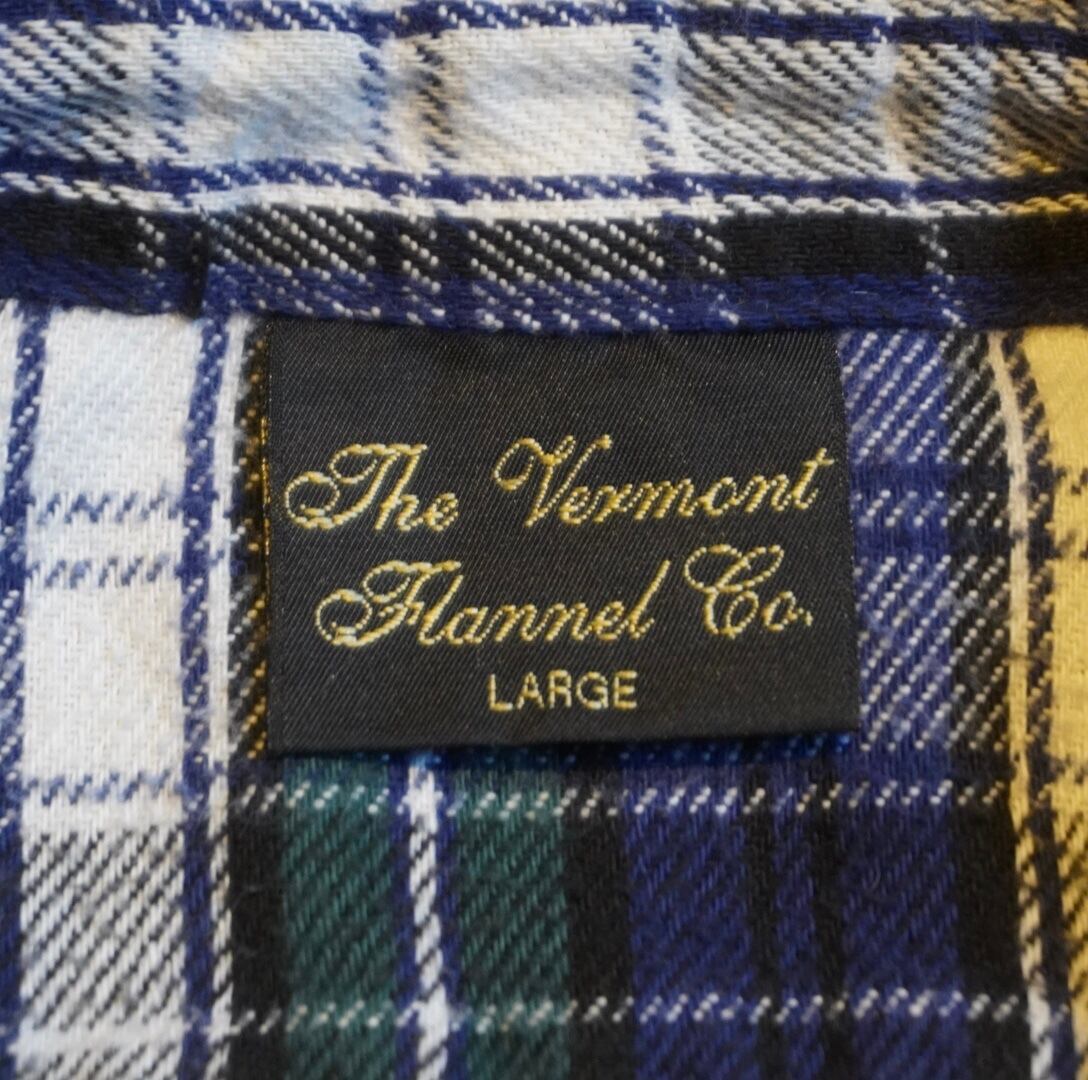 The Vermont
Flannel Co.
LARGE